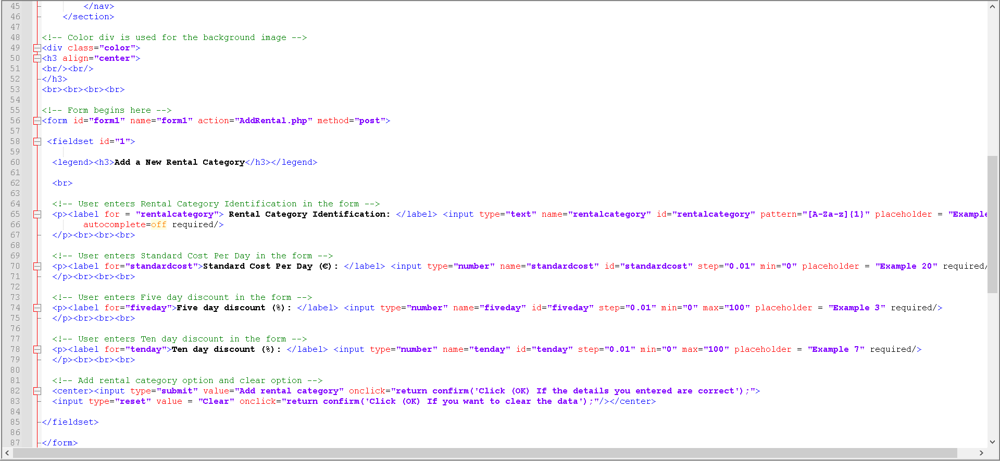 45 </nav>
46 </section>
47
48 <!-- Color div is used for the background image -->
49 <div class="color">
50 <h3 align="center">
51 <br/><br/>
52 </h3>
53 <br><br><br><br>
54
55 <!-- Form begins here -->
56 <form id="form1" name="form1" action="AddRental.php" method="post">
57
58 <fieldset id="1">
59
60 <legend><h3>Add a New Rental Category</h3></legend>
61
62 <br>
63
64 <!-- User enters Rental Category Identification in the form -->
65 <p><label for = "rentalcategory"> Rental Category Identification: </label> <input type="text" name="rentalcategory" id="rentalcategory" pattern="[A-Za-z]{1}" placeholder = "Example
66 autocomplete=off required/>
67 </p><br><br><br>
68
69 <!-- User enters Standard Cost Per Day in the form -->
70 <p><label for="standardcost">Standard Cost Per Day (€): </label> <input type="number" name="standardcost" id="standardcost" step="0.01" min="0" placeholder = "Example 20" required/
71 </p><br><br><br>
72
73 <!-- User enters Five day discount in the form -->
74 <p><label for="fiveday">Five day discount (%): </label> <input type="number" name="fiveday" id="fiveday" step="0.01" min="0" max="100" placeholder = "Example 3" required/>
75 </p><br><br><br>
76
77 <!-- User enters Ten day discount in the form -->
78 <p><label for="tenday">Ten day discount (%): </label> <input type="number" name="tenday" id="tenday" step="0.01" min="0" max="100" placeholder = "Example 7" required/>
79 </p><br><br><br>
80
81 <!-- Add rental category option and clear option -->
82 <center><input type="submit" value="Add rental category" onclick="return confirm('Click (OK) If the details you entered are correct');">
83 <input type="reset" value = "Clear" onclick="return confirm('Click (OK) If you want to clear the data');"/></center>
84
85 </fieldset>
86
87 </form>